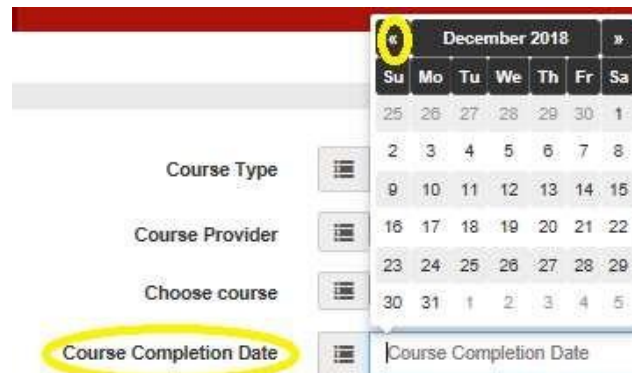 « December 2018 »
Su Mo Tu We Th Fr Sa
25 26 27 28 29 30 1
2 3 4 5 6 7 8
9 10 11 12 13 14 15
16 17 18 19 20 21 22
23 24 25 26 27 28 29
30 31 1 2 3 4 5
Course Type
Course Provider
Choose course
Course Completion Date
Course Completion Date